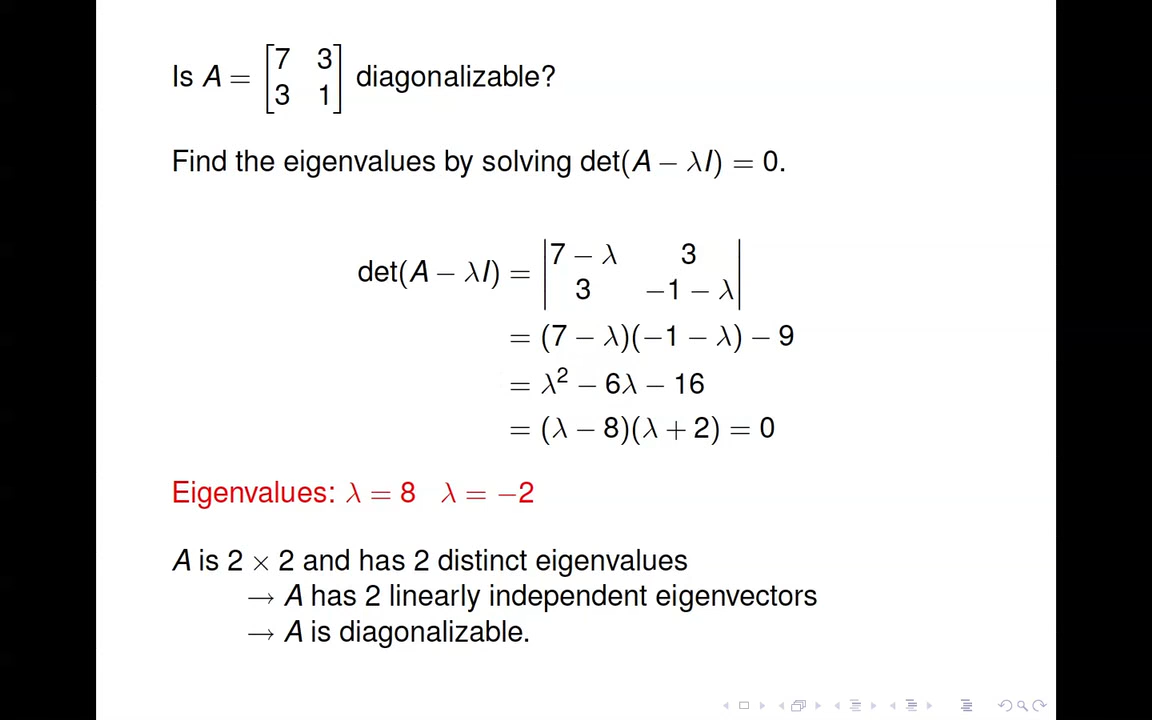 Is A = [7 3; 3 1] diagonalizable?
Find the eigenvalues by solving det(A − λI) = 0.
det(A − λI) = |7 − λ 3; 3 −1 − λ|
= (7 − λ)(−1 − λ) − 9
= λ² − 6λ − 16
= (λ − 8)(λ + 2) = 0
Eigenvalues: λ = 8 λ = −2
A is 2 × 2 and has 2 distinct eigenvalues
→ A has 2 linearly independent eigenvectors
→ A is diagonalizable.